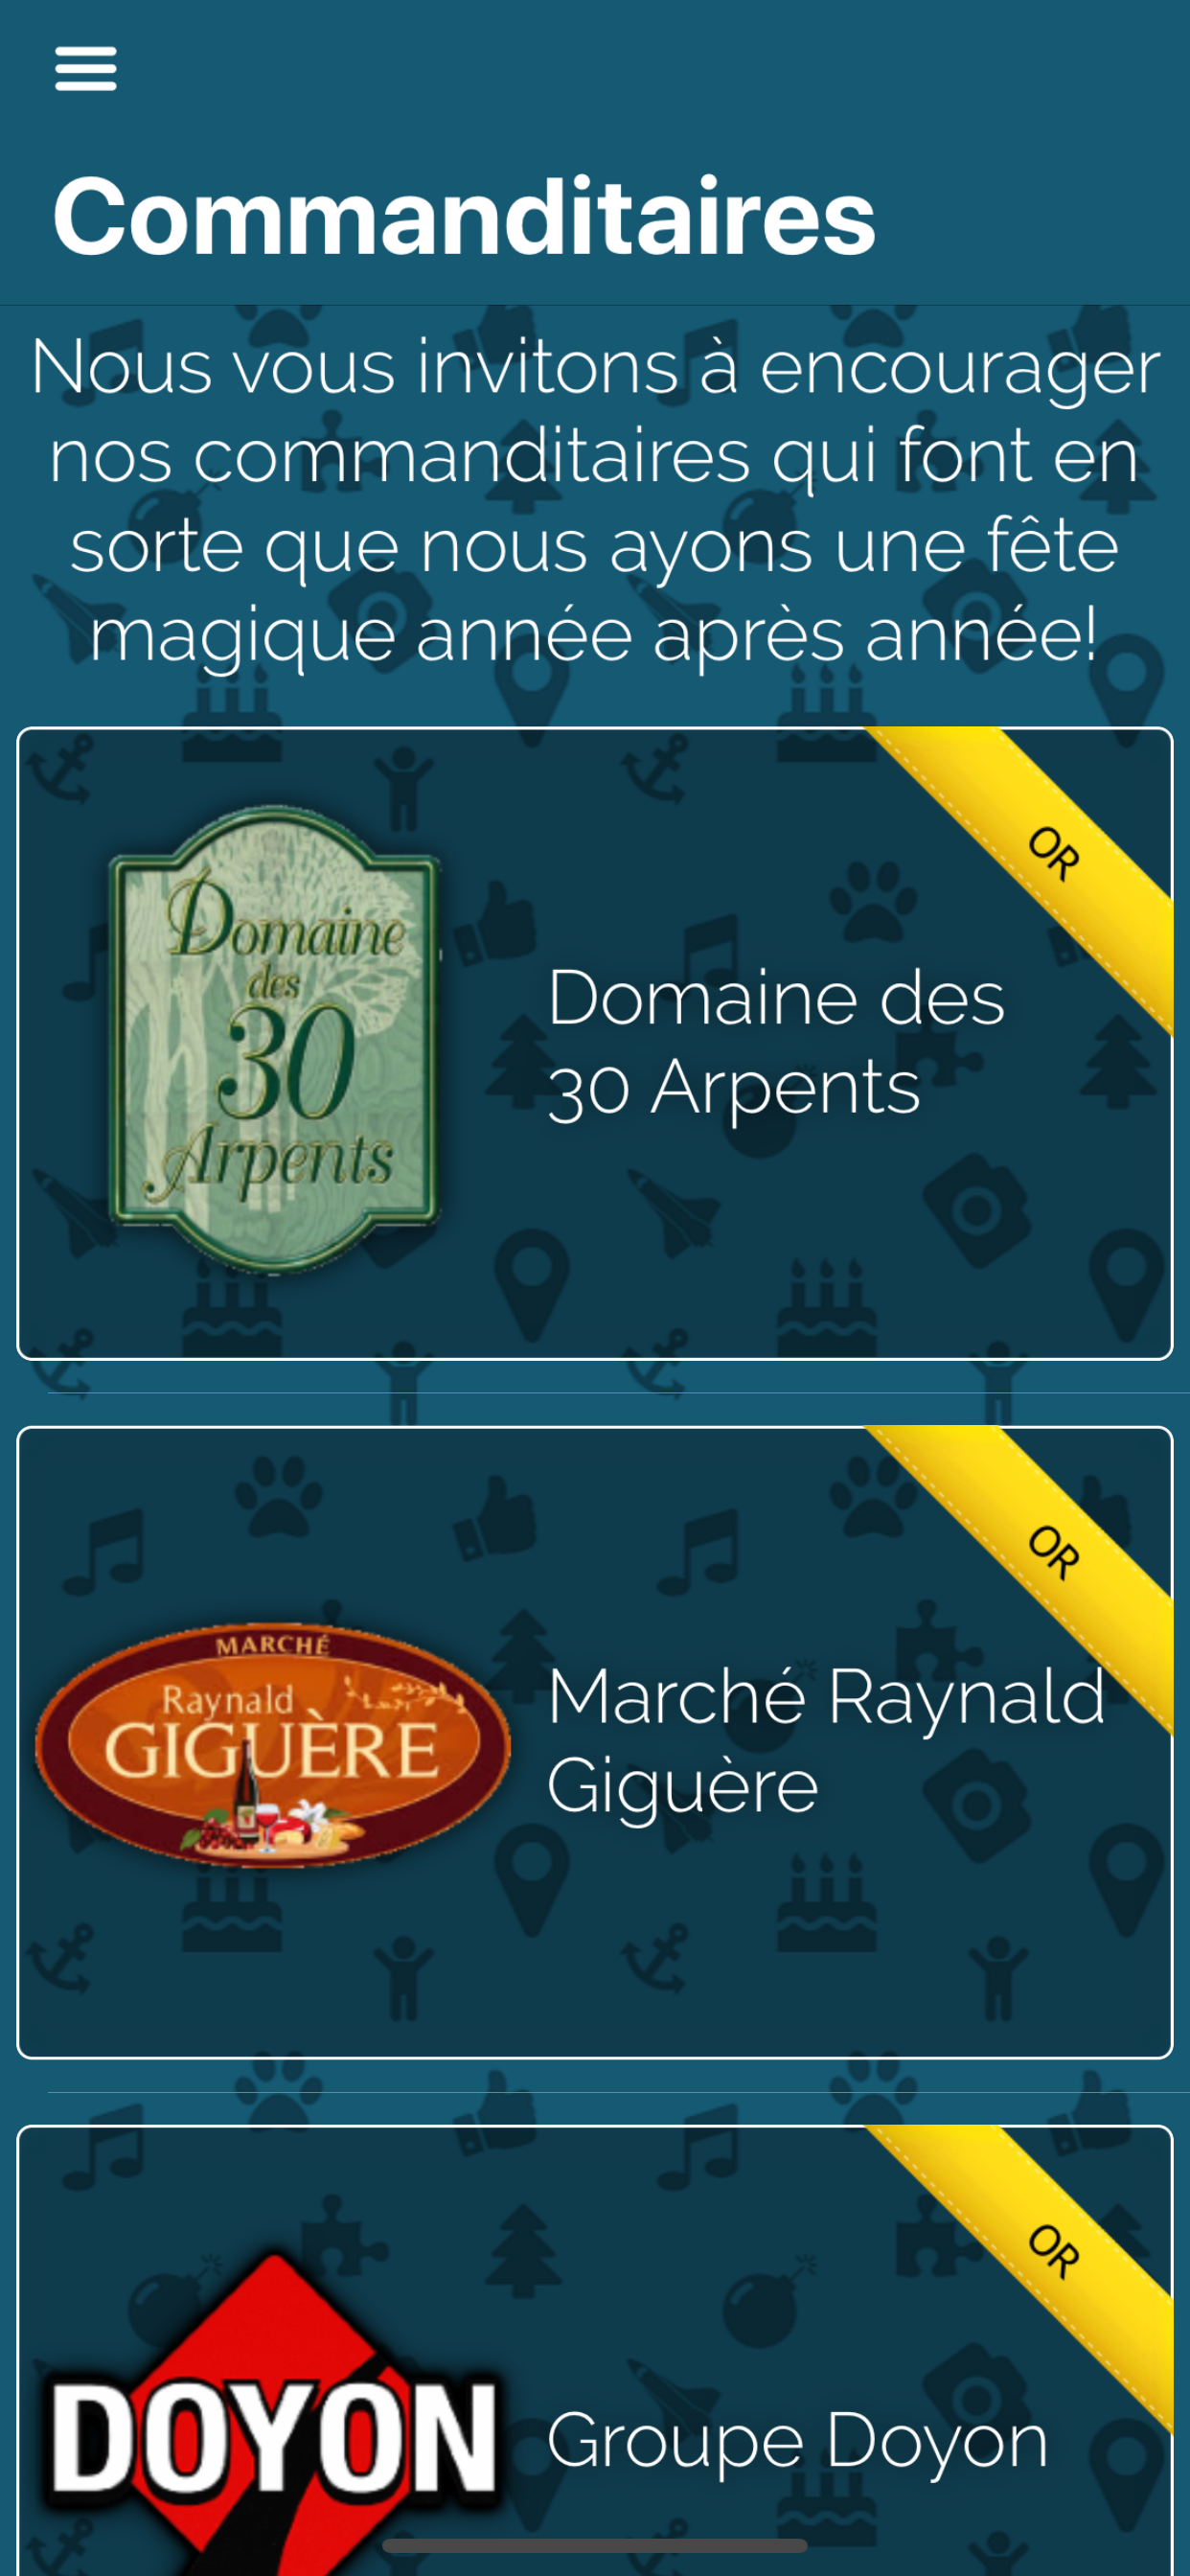 Commanditaires
Nous vous invitons à encourager
nos commanditaires qui font en
sorte que nous ayons une fête
magique année après année!
OR
Domaine
des
30
Arpents
Domaine des
30 Arpents
OR
MARCHÉ
Raynald
GIGUÈRE
Marché Raynald
Giguère
OR
DOYON
Groupe Doyon